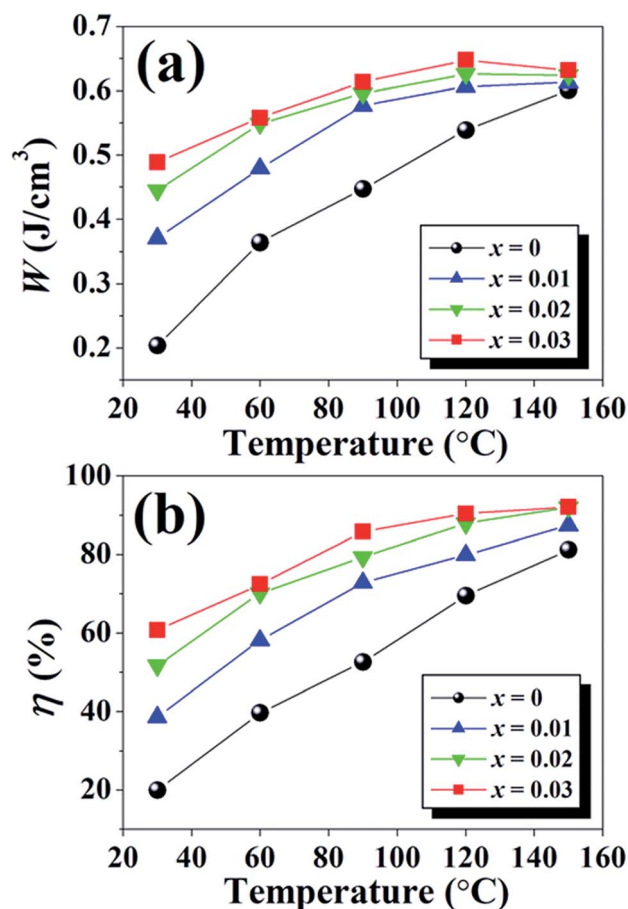 (a)
0.7
0.6
0.5
0.4
0.3
0.2
W (J/cm³)
x = 0
x = 0.01
x = 0.02
x = 0.03
20 40 60 80 100 120 140 160
Temperature (°C)
(b)
100
80
60
40
20
η (%)
x = 0
x = 0.01
x = 0.02
x = 0.03
20 40 60 80 100 120 140 160
Temperature (°C)